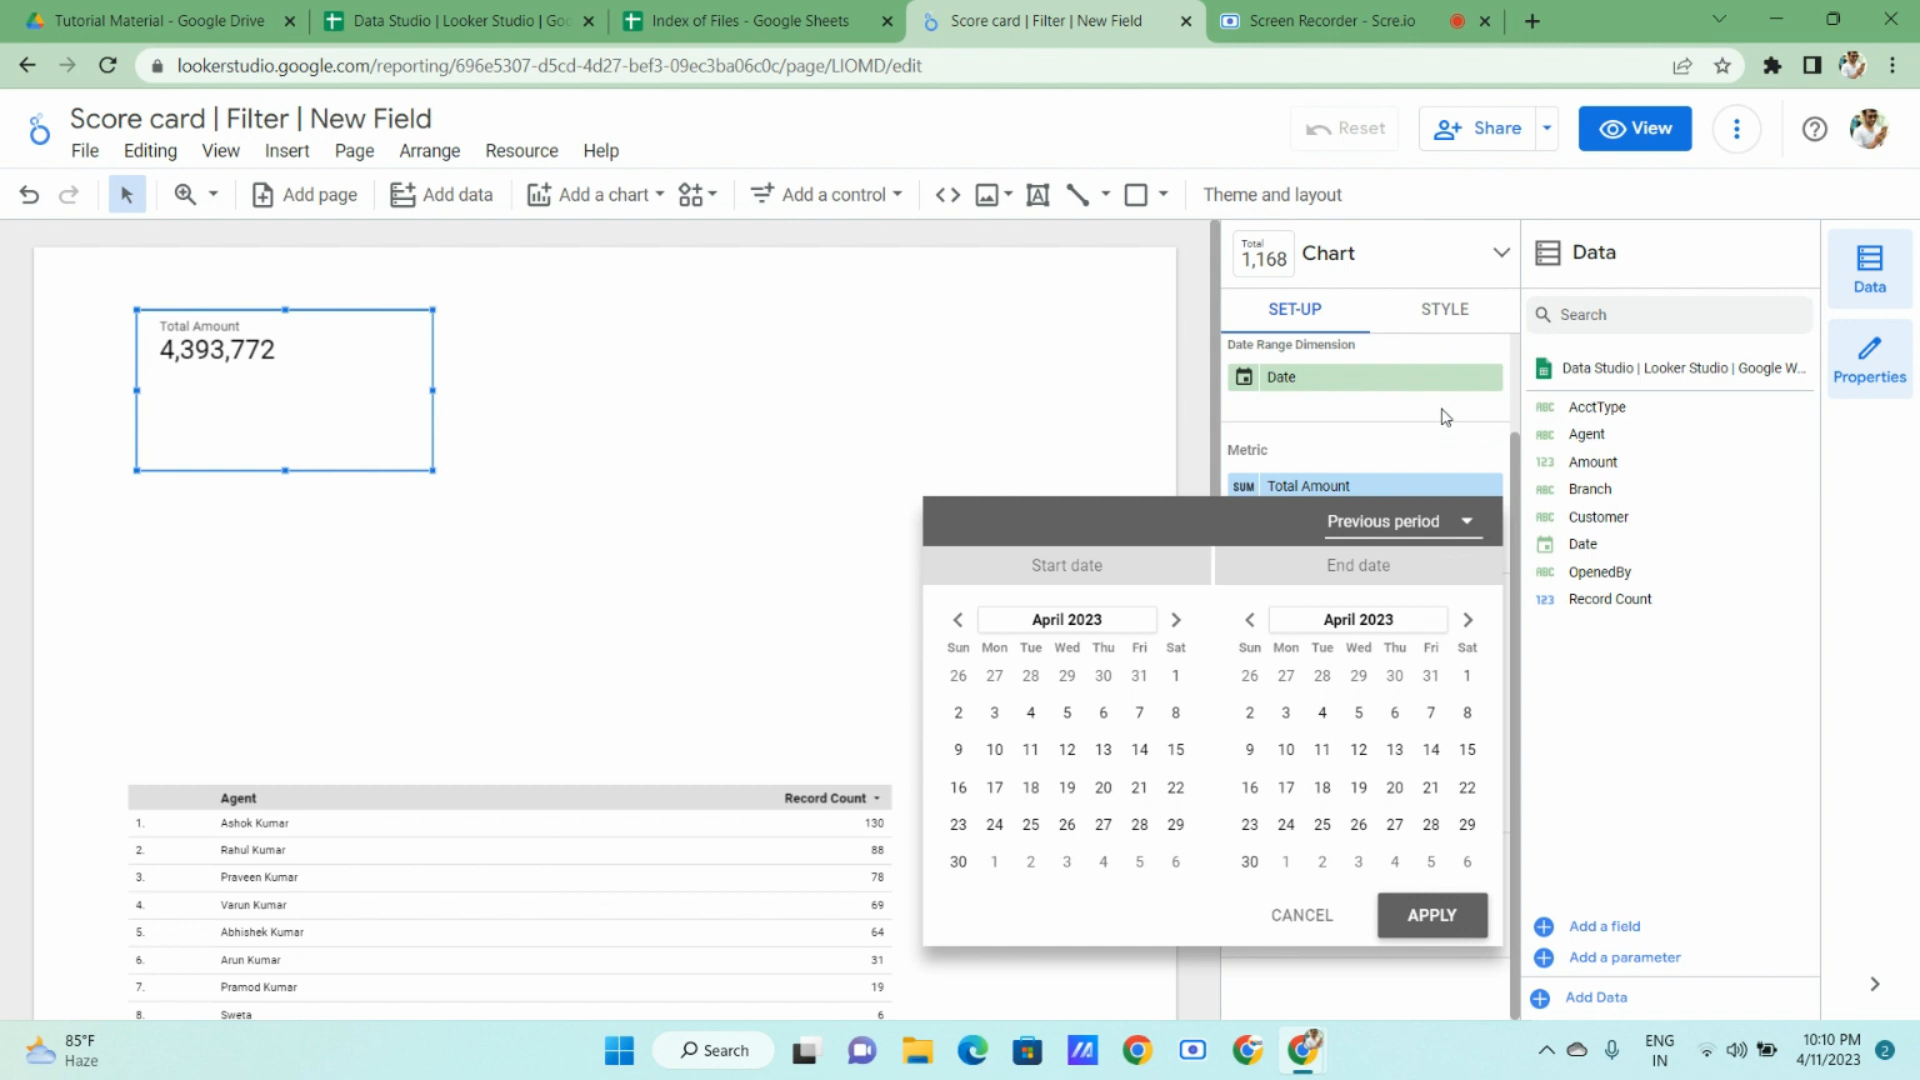 Tutorial Material - Google Drive
Data Studio | Looker Studio | Goo
Index of Files - Google Sheets
Score card | Filter | New Field
Screen Recorder - Scre.io
lookerstudio.google.com/reporting/696e5307-d5cd-4d27-bef3-09ec3ba06c0c/page/LIOMD/edit
Score card | Filter | New Field
Reset
Share
View
File Editing View Insert Page Arrange Resource Help
Add page
Add data
Add a chart
Add a control
Theme and layout
Total
1,168
Chart
Data
SET-UP
STYLE
Search
Date Range Dimension
Date
Metric
SUM Total Amount
Total Amount
4,393,772
Data Studio | Looker Studio | Google W...
ABC AcctType
ABC Agent
123 Amount
ABC Branch
ABC Customer
Date
ABC OpenedBy
123 Record Count
Add a field
Add a parameter
Add Data
Data
Properties
Previous period
Start date
End date
April 2023
Sun Mon Tue Wed Thu Fri Sat
26 27 28 29 30 31 1
2 3 4 5 6 7 8
9 10 11 12 13 14 15
16 17 18 19 20 21 22
23 24 25 26 27 28 29
30 1 2 3 4 5 6
April 2023
Sun Mon Tue Wed Thu Fri Sat
26 27 28 29 30 31 1
2 3 4 5 6 7 8
9 10 11 12 13 14 15
16 17 18 19 20 21 22
23 24 25 26 27 28 29
30 1 2 3 4 5 6
CANCEL
APPLY
Agent Record Count
1. Ashok Kumar 130
2. Rahul Kumar 88
3. Praveen Kumar 78
4. Varun Kumar 69
5. Abhishek Kumar 64
6. Arun Kumar 31
7. Pramod Kumar 19
8. Sweta 6
85°F
Haze
Search
ENG
IN
10:10 PM
4/11/2023
2